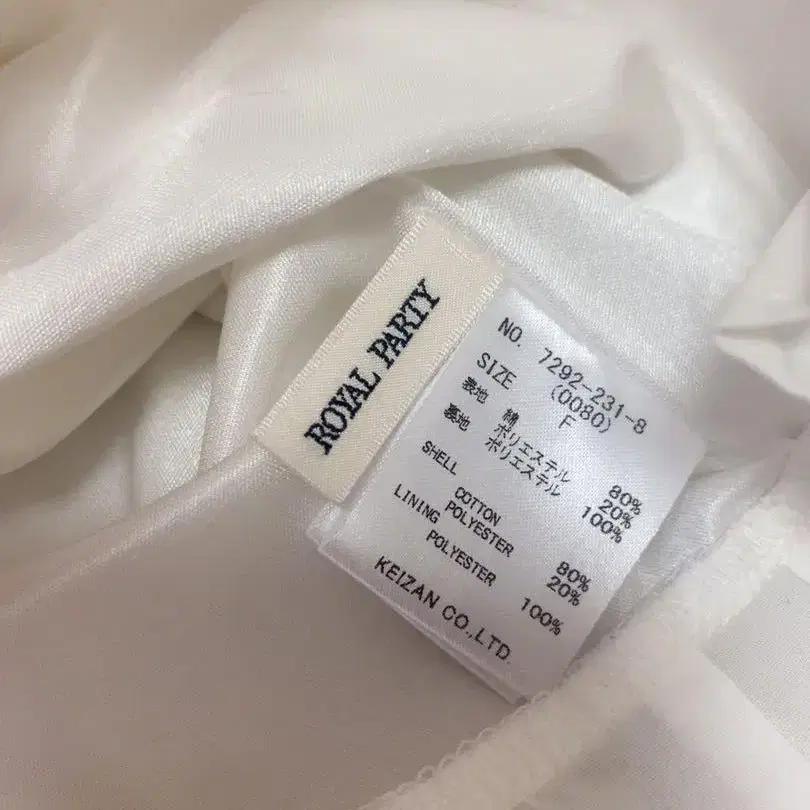 ROYAL PARTY
NO. 7292-231-8
(0080)
SIZE F
表地 綿 80%
ポリエステル 20%
裏地 ポリエステル 100%
SHELL
COTTON 80%
POLYESTER 20%
LINING
POLYESTER 100%
KEIZAN CO.,LTD.